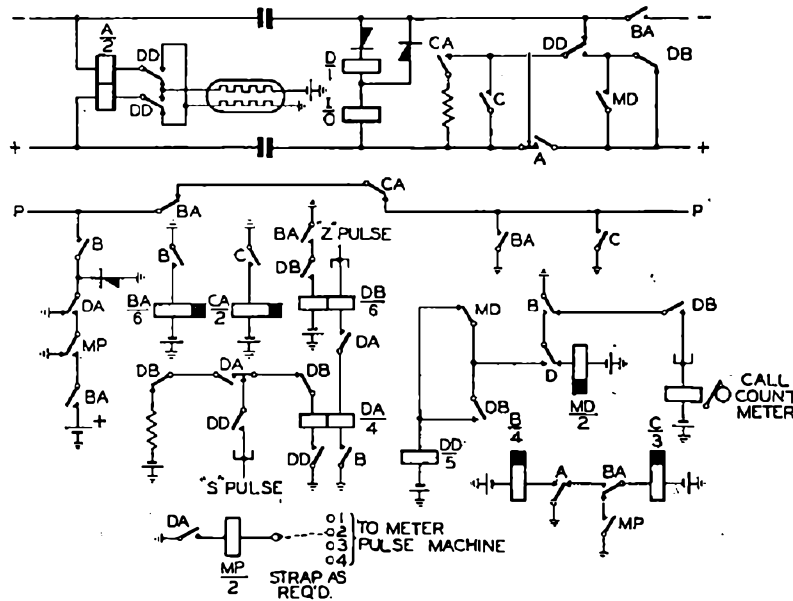 − −
A
2
BA
DD
DD
D
1
I
0
CA
DD
DB
C
MD
+ A +
CA
P BA P
B
B
C
BA
"Z" PULSE
BA
C
DB
DA
BA
6
CA
2
DB
6
MD
B
DB
MP
DA
DB
DA
DB
D
BA
DB
CALL
COUNT
METER
+
DD
DA
4
B
4
MD
2
C
3
DD
B
DD
5
A
BA
"S" PULSE
MP
DA
MP
2
1
2
3
4
TO METER
PULSE MACHINE
STRAP AS
REQ'D.